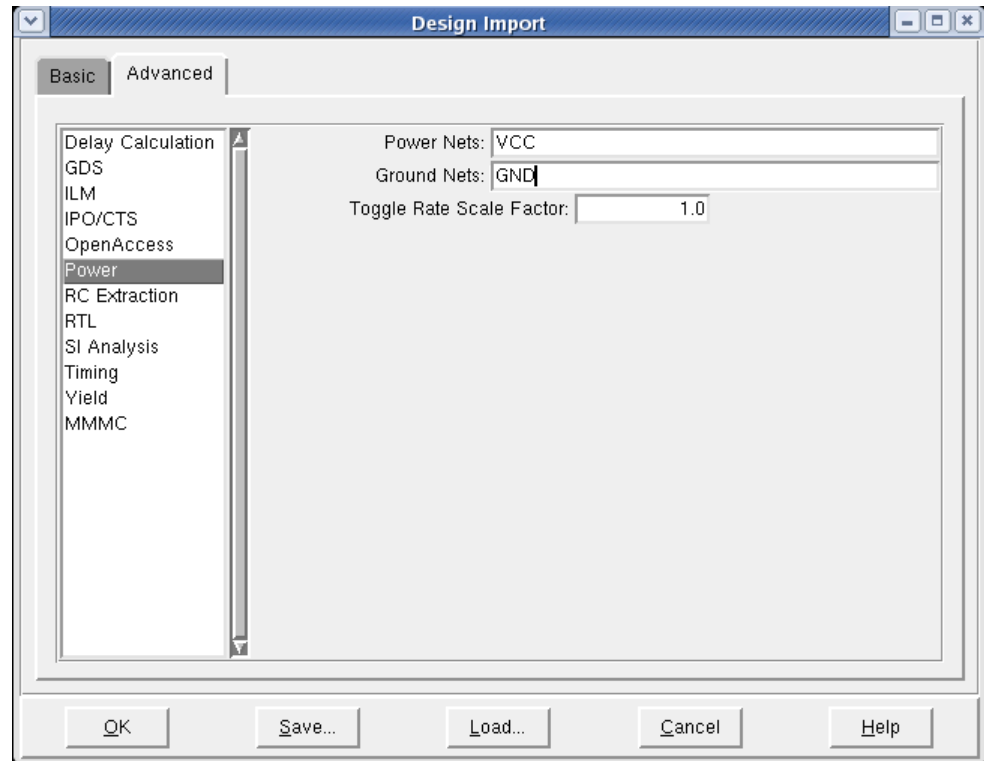 Design Import
Basic
Advanced
Delay Calculation
GDS
ILM
IPO/CTS
OpenAccess
Power
RC Extraction
RTL
SI Analysis
Timing
Yield
MMMC
Power Nets: VCC
Ground Nets: GND
Toggle Rate Scale Factor: 1.0
OK
Save...
Load...
Cancel
Help